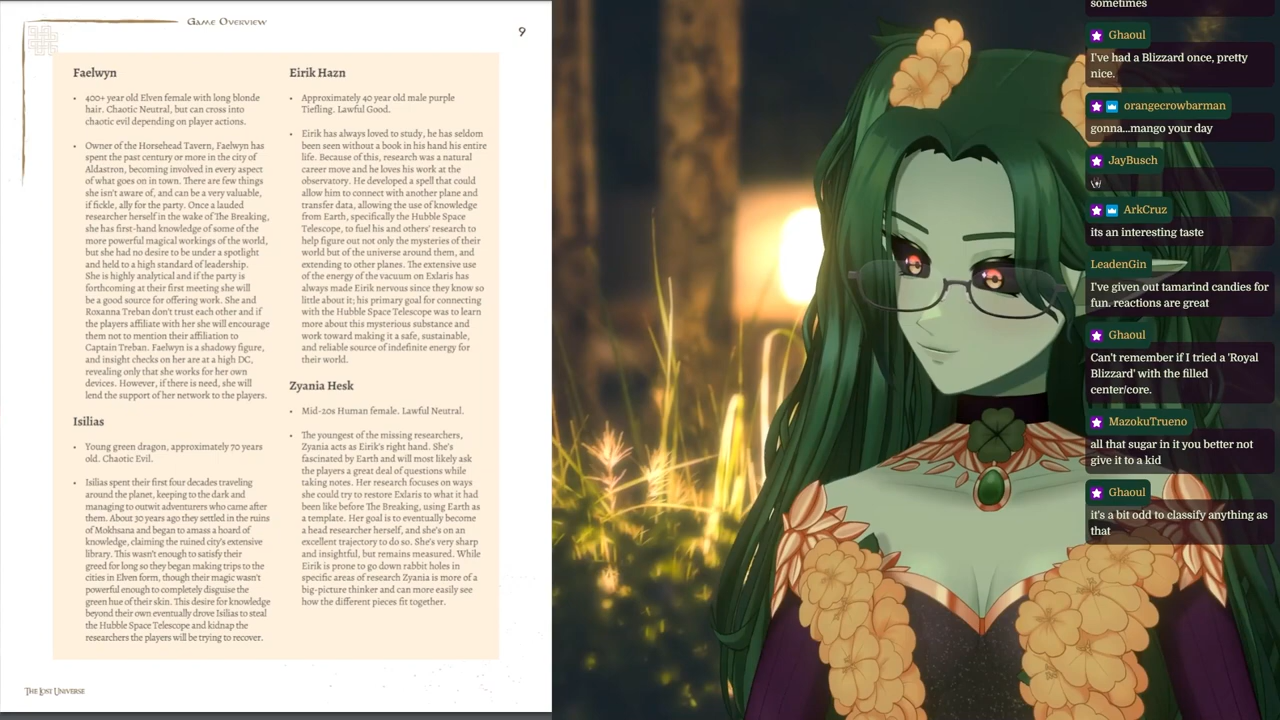 Game Overview
9
Faelwyn
• 400+ year old Elven female with long blonde
hair. Chaotic Neutral, but can cross into
chaotic evil depending on player actions.
• Owner of the Horsehead Tavern, Faelwyn has
spent the past century or more in the city of
Aldastron, becoming involved in every aspect
of what goes on in town. There are few things
she isn't aware of, and can be a very valuable,
if fickle, ally for the party. Once a lauded
researcher herself in the wake of The Breaking,
she has first-hand knowledge of some of the
more powerful magical workings of the world,
but she had no desire to be under a spotlight
and held to a high standard of leadership.
She is highly analytical and if the party is
forthcoming at their first meeting she will
be a good source for offering work. She and
Roxanna Treban don't trust each other and if
the players affiliate with her she will encourage
them not to mention their affiliation to
Captain Treban. Faelwyn is a shadowy figure,
and insight checks on her are at a high DC,
revealing only that she works for her own
devices. However, if there is need, she will
lend the support of her network to the players.
Isilias
• Young green dragon, approximately 70 years
old. Chaotic Evil.
• Isilias spent their first four decades traveling
around the planet, keeping to the dark and
managing to outwit adventurers who came after
them. About 30 years ago they settled in the ruins
of Mokhsana and began to amass a hoard of
knowledge, claiming the ruined city's extensive
library. This wasn't enough to satisfy their
greed for long so they began making trips to the
cities in Elven form, though their magic wasn't
powerful enough to completely disguise the
green hue of their skin. This desire for knowledge
beyond their own eventually drove Isilias to steal
the Hubble Space Telescope and kidnap the
researchers the players will be trying to recover.
Eirik Hazn
• Approximately 40 year old male purple
Tiefling. Lawful Good.
• Eirik has always loved to study, he has seldom
been seen without a book in his hand his entire
life. Because of this, research was a natural
career move and he loves his work at the
observatory. He developed a spell that could
allow him to connect with another plane and
transfer data, allowing the use of knowledge
from Earth, specifically the Hubble Space
Telescope, to fuel his and others' research to
help figure out not only the mysteries of their
world but of the universe around them, and
extending to other planes. The extensive use
of the energy of the vacuum on Exlaris has
always made Eirik nervous since they know so
little about it; his primary goal for connecting
with the Hubble Space Telescope was to learn
more about this mysterious substance and
work toward making it a safe, sustainable,
and reliable source of indefinite energy for
their world.
Zyania Hesk
• Mid-20s Human female. Lawful Neutral.
• The youngest of the missing researchers,
Zyania acts as Eirik's right hand. She's
fascinated by Earth and will most likely ask
the players a great deal of questions while
taking notes. Her research focuses on ways
she could try to restore Exlaris to what it had
been like before The Breaking, using Earth as
a template. Her goal is to eventually become
a head researcher herself, and she's on an
excellent trajectory to do so. She's very sharp
and insightful, but remains measured. While
Eirik is prone to go down rabbit holes in
specific areas of research Zyania is more of a
big-picture thinker and can more easily see
how the different pieces fit together.
The Lost Universe
sometimes
Ghaoul
I've had a Blizzard once, pretty
nice.
orangecrowbarman
gonna...mango your day
JayBusch
ArkCruz
its an interesting taste
LeadenGin
I've given out tamarind candies for
fun. reactions are great
Ghaoul
Can't remember if I tried a 'Royal
Blizzard' with the filled
center/core.
MazokuTrueno
all that sugar in it you better not
give it to a kid
Ghaoul
it's a bit odd to classify anything as
that